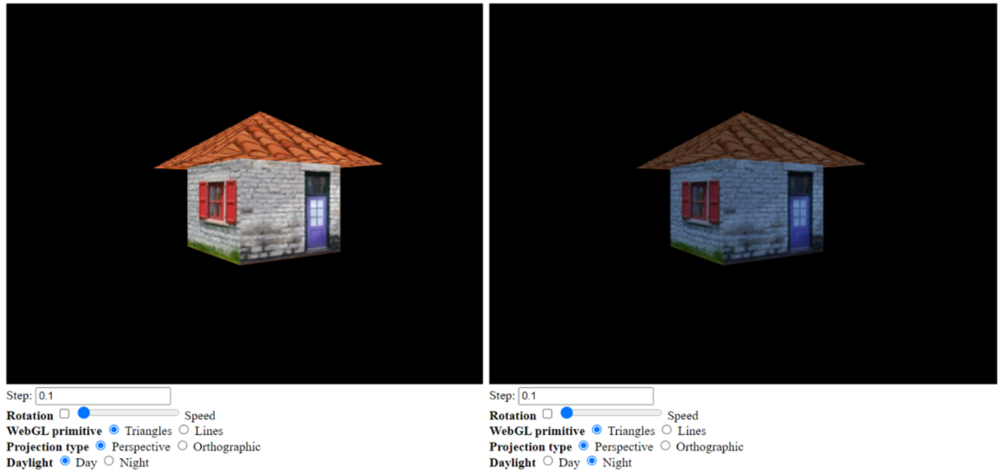 Step: 0.1
Rotation Speed
WebGL primitive Triangles Lines
Projection type Perspective Orthographic
Daylight Day Night
Step: 0.1
Rotation Speed
WebGL primitive Triangles Lines
Projection type Perspective Orthographic
Daylight Day Night